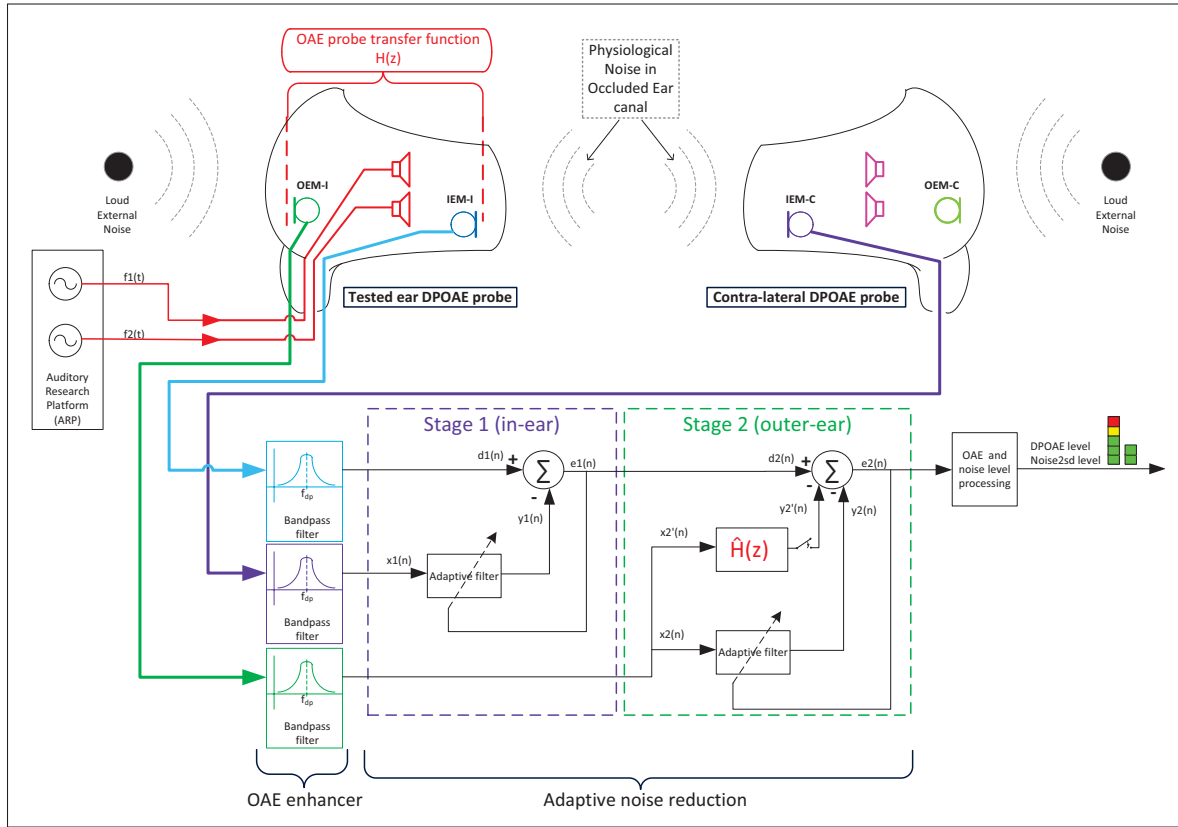 OAE probe transfer function
H(z)
Physiological
Noise in
Occluded Ear
canal
OEM-I
IEM-I
IEM-C
OEM-C
Loud
External
Noise
Loud
External
Noise
f1(t)
f2(t)
Auditory
Research
Platform
(ARP)
Tested ear DPOAE probe
Contra-lateral DPOAE probe
Stage 1 (in-ear)
Stage 2 (outer-ear)
fdp
Bandpass
filter
d1(n)
+
∑
-
e1(n)
y1(n)
d2(n)
+
∑
-
-
e2(n)
y2'(n)
y2(n)
OAE and
noise level
processing
DPOAE level
Noise2sd level
fdp
Bandpass
filter
x1(n)
Adaptive filter
x2'(n)
Ĥ(z)
x2(n)
Adaptive filter
fdp
Bandpass
filter
OAE enhancer
Adaptive noise reduction